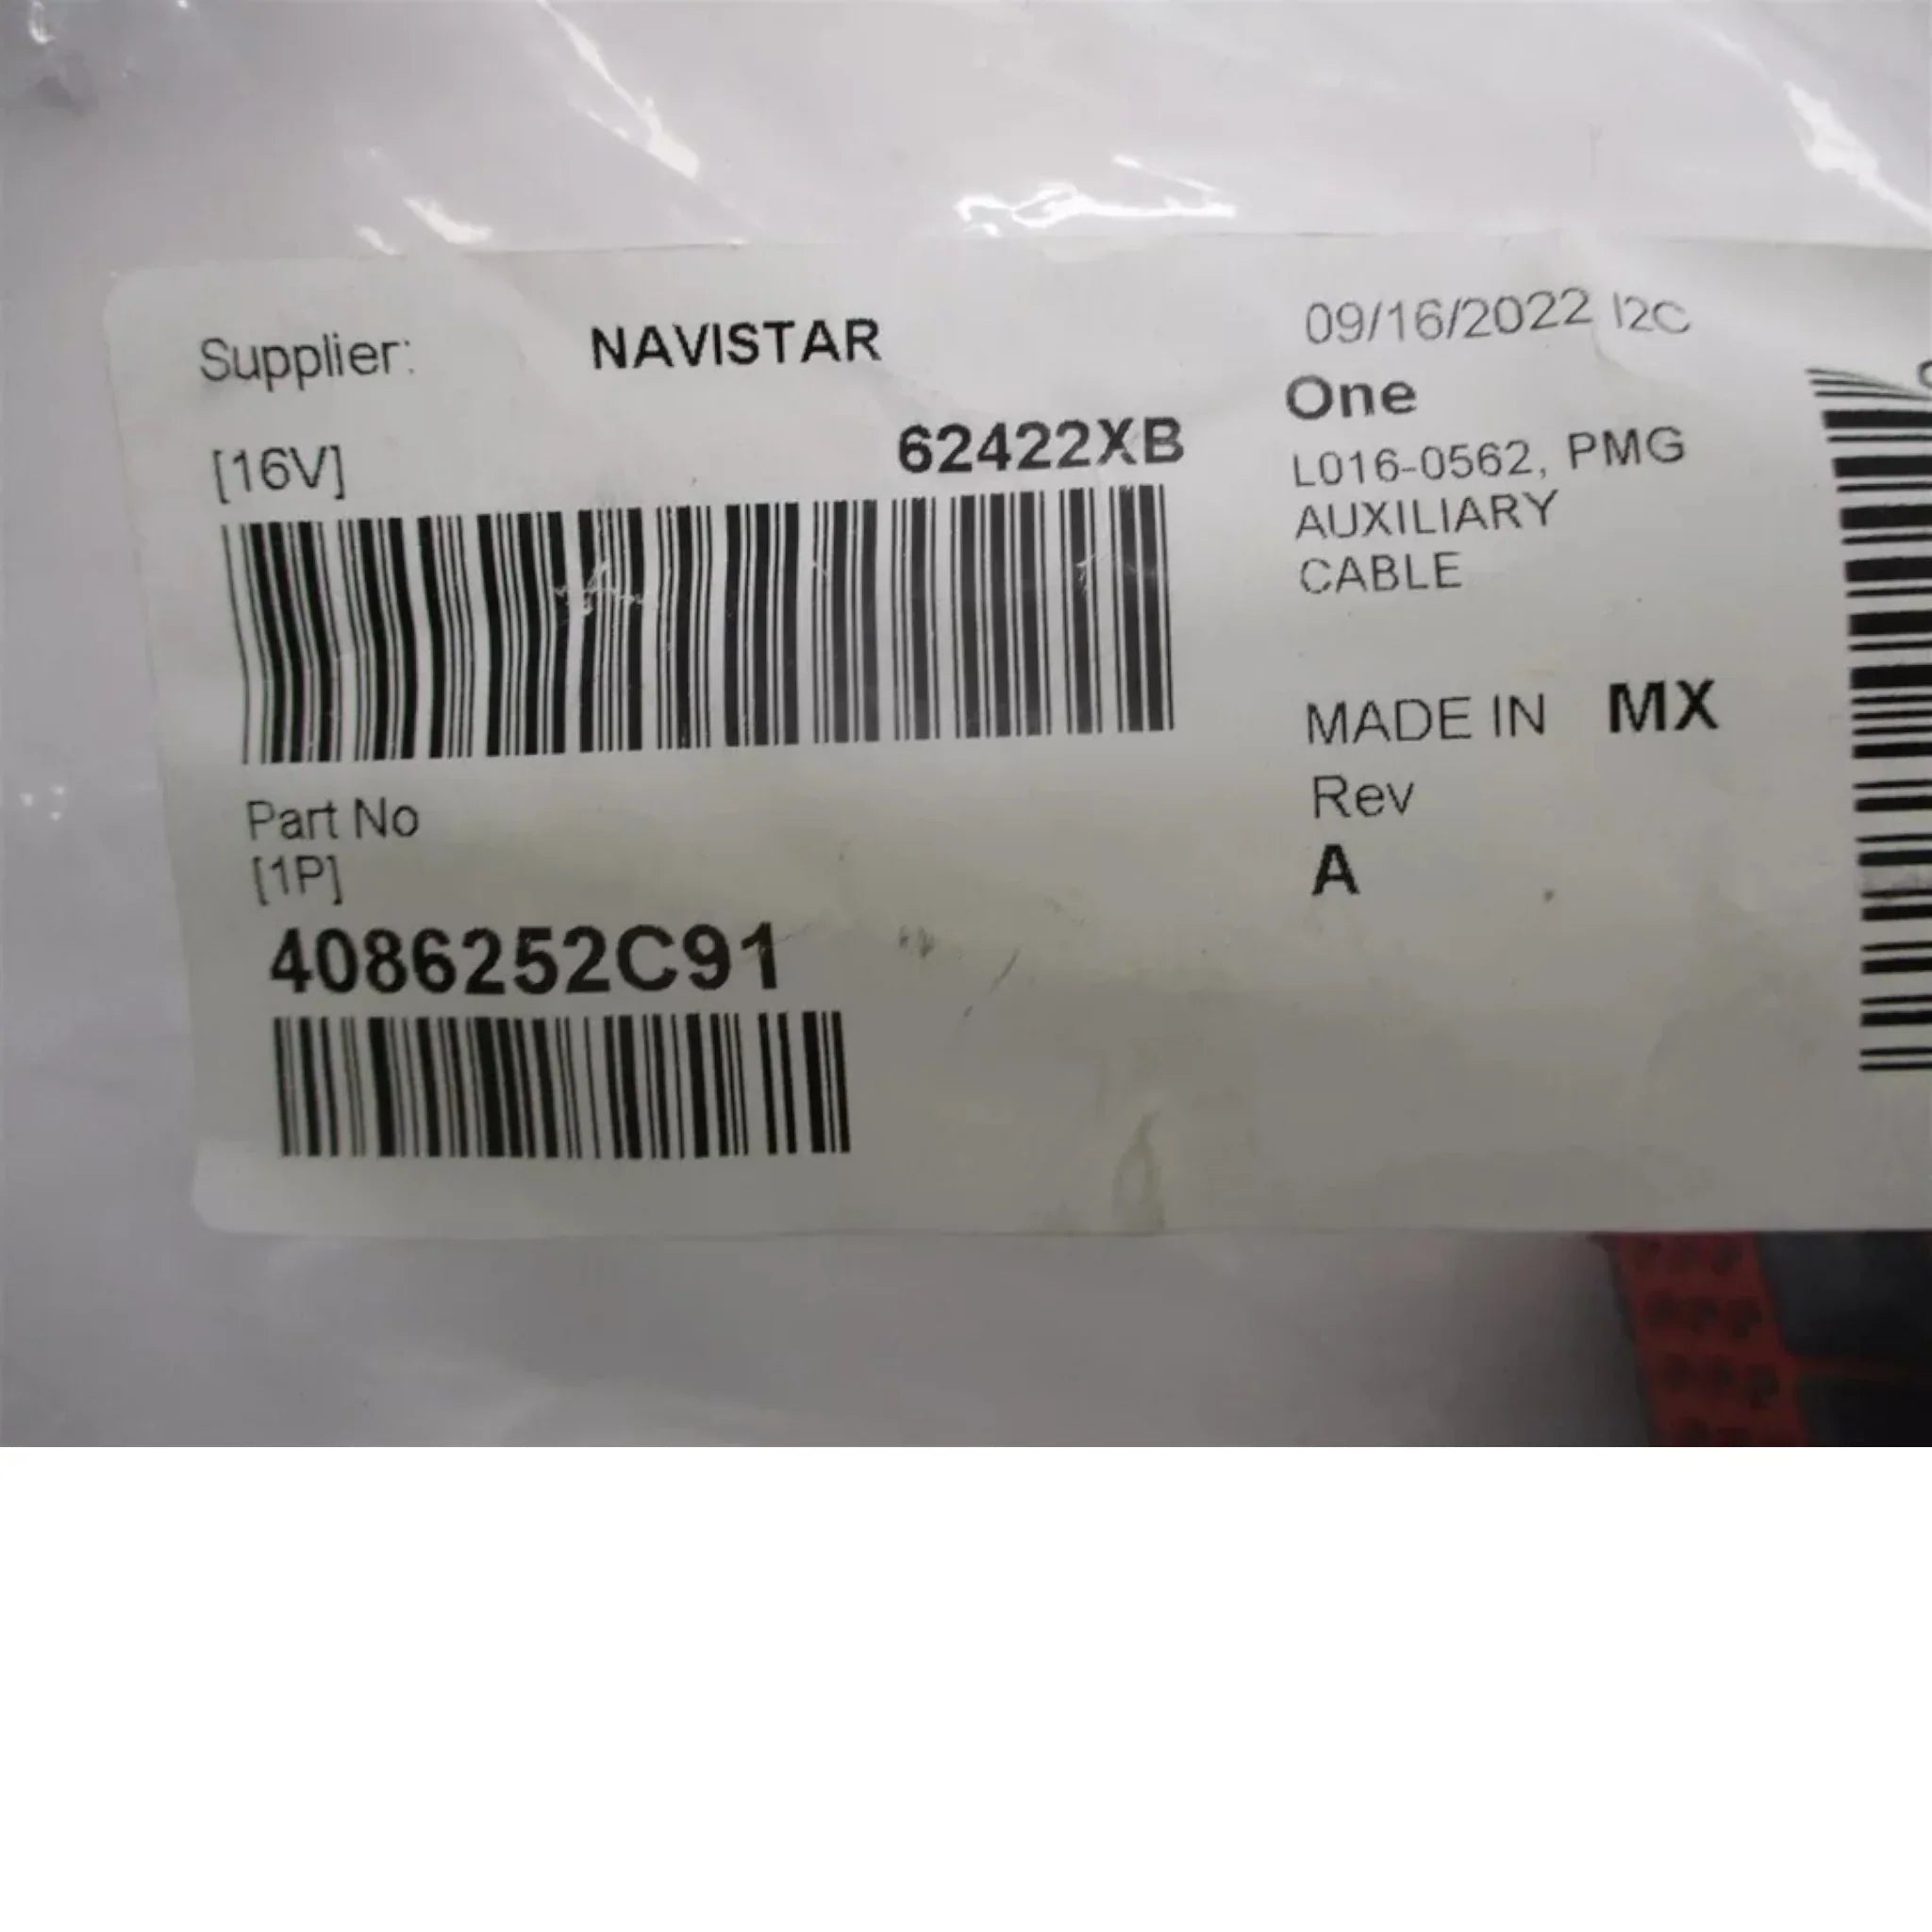 Supplier: NAVISTAR
[16V] 62422XB
Part No
[1P]
4086252C91
09/16/2022 I2C
One
L016-0562, PMG
AUXILIARY
CABLE
MADE IN MX
Rev
A